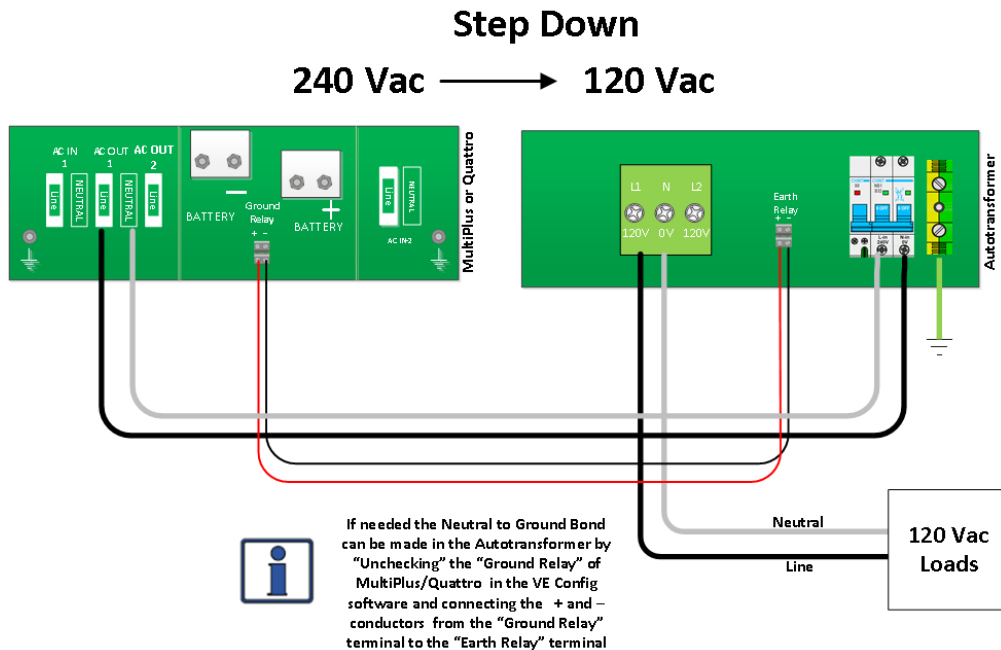 Step Down
240 Vac
120 Vac
AC IN
1
AC OUT
1
AC OUT
2
Line
NEUTRAL
Line
NEUTRAL
Line
BATTERY
–
Ground
Relay
+ –
BATTERY
+
Line
NEUTRAL
AC IN-2
MultiPlus or Quattro
L1 N L2
120V 0V 120V
Earth
Relay
+ –
L-in
240V
N-in
0V
Autotransformer
Neutral
Line
120 Vac
Loads
i
If needed the Neutral to Ground Bond
can be made in the Autotransformer by
“Unchecking” the “Ground Relay” of
MultiPlus/Quattro in the VE Config
software and connecting the + and –
conductors from the “Ground Relay”
terminal to the “Earth Relay” terminal